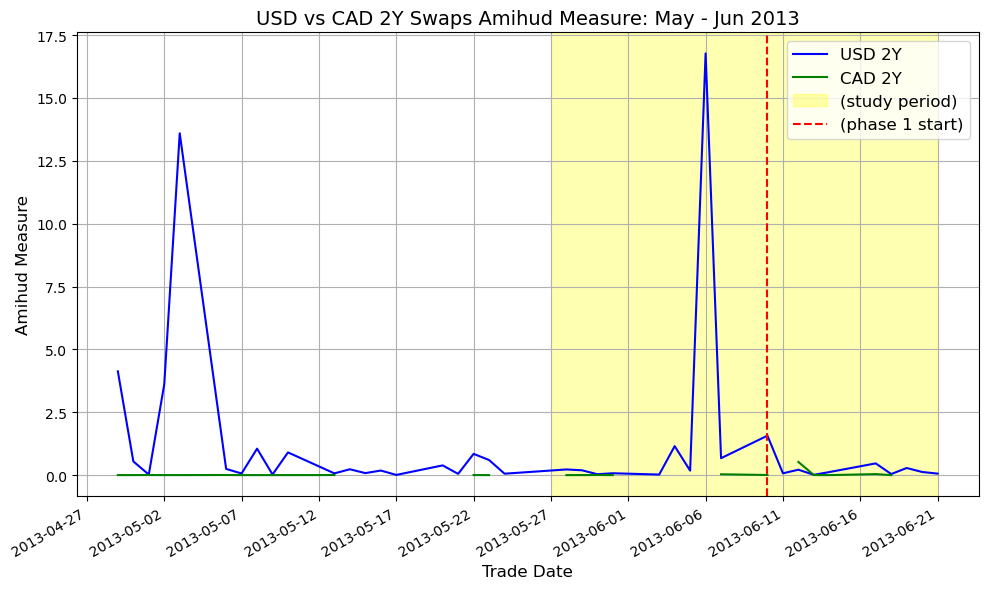 USD vs CAD 2Y Swaps Amihud Measure: May - Jun 2013
17.5
15.0
12.5
10.0
7.5
5.0
2.5
0.0
Amihud Measure
USD 2Y
CAD 2Y
(study period)
(phase 1 start)
2013-04-27
2013-05-02
2013-05-07
2013-05-12
2013-05-17
2013-05-22
2013-05-27
2013-06-01
2013-06-06
2013-06-11
2013-06-16
2013-06-21
Trade Date